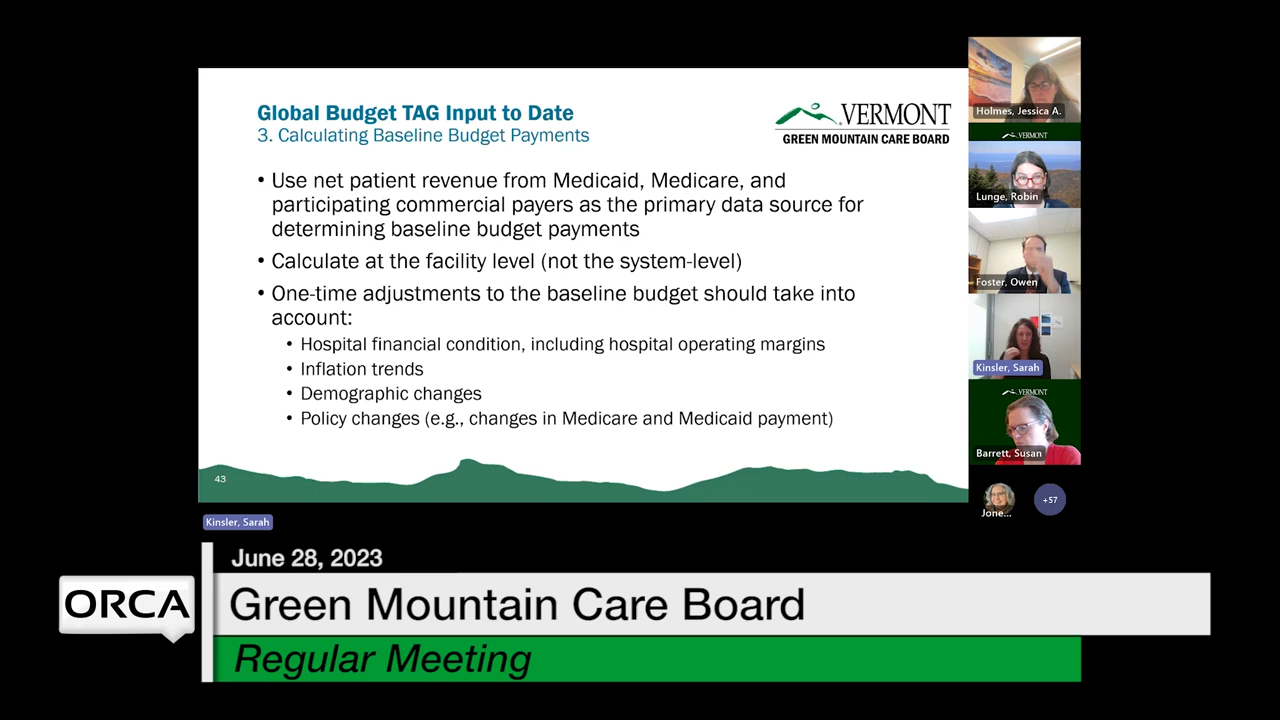 Global Budget TAG Input to Date
3. Calculating Baseline Budget Payments
VERMONT
GREEN MOUNTAIN CARE BOARD
• Use net patient revenue from Medicaid, Medicare, and
participating commercial payers as the primary data source for
determining baseline budget payments
• Calculate at the facility level (not the system-level)
• One-time adjustments to the baseline budget should take into
account:
• Hospital financial condition, including hospital operating margins
• Inflation trends
• Demographic changes
• Policy changes (e.g., changes in Medicare and Medicaid payment)
43
Holmes, Jessica A.
VERMONT
Lunge, Robin
Foster, Owen
Kinsler, Sarah
VERMONT
Barrett, Susan
Jone...
+57
Kinsler, Sarah
June 28, 2023
ORCA
Green Mountain Care Board
Regular Meeting